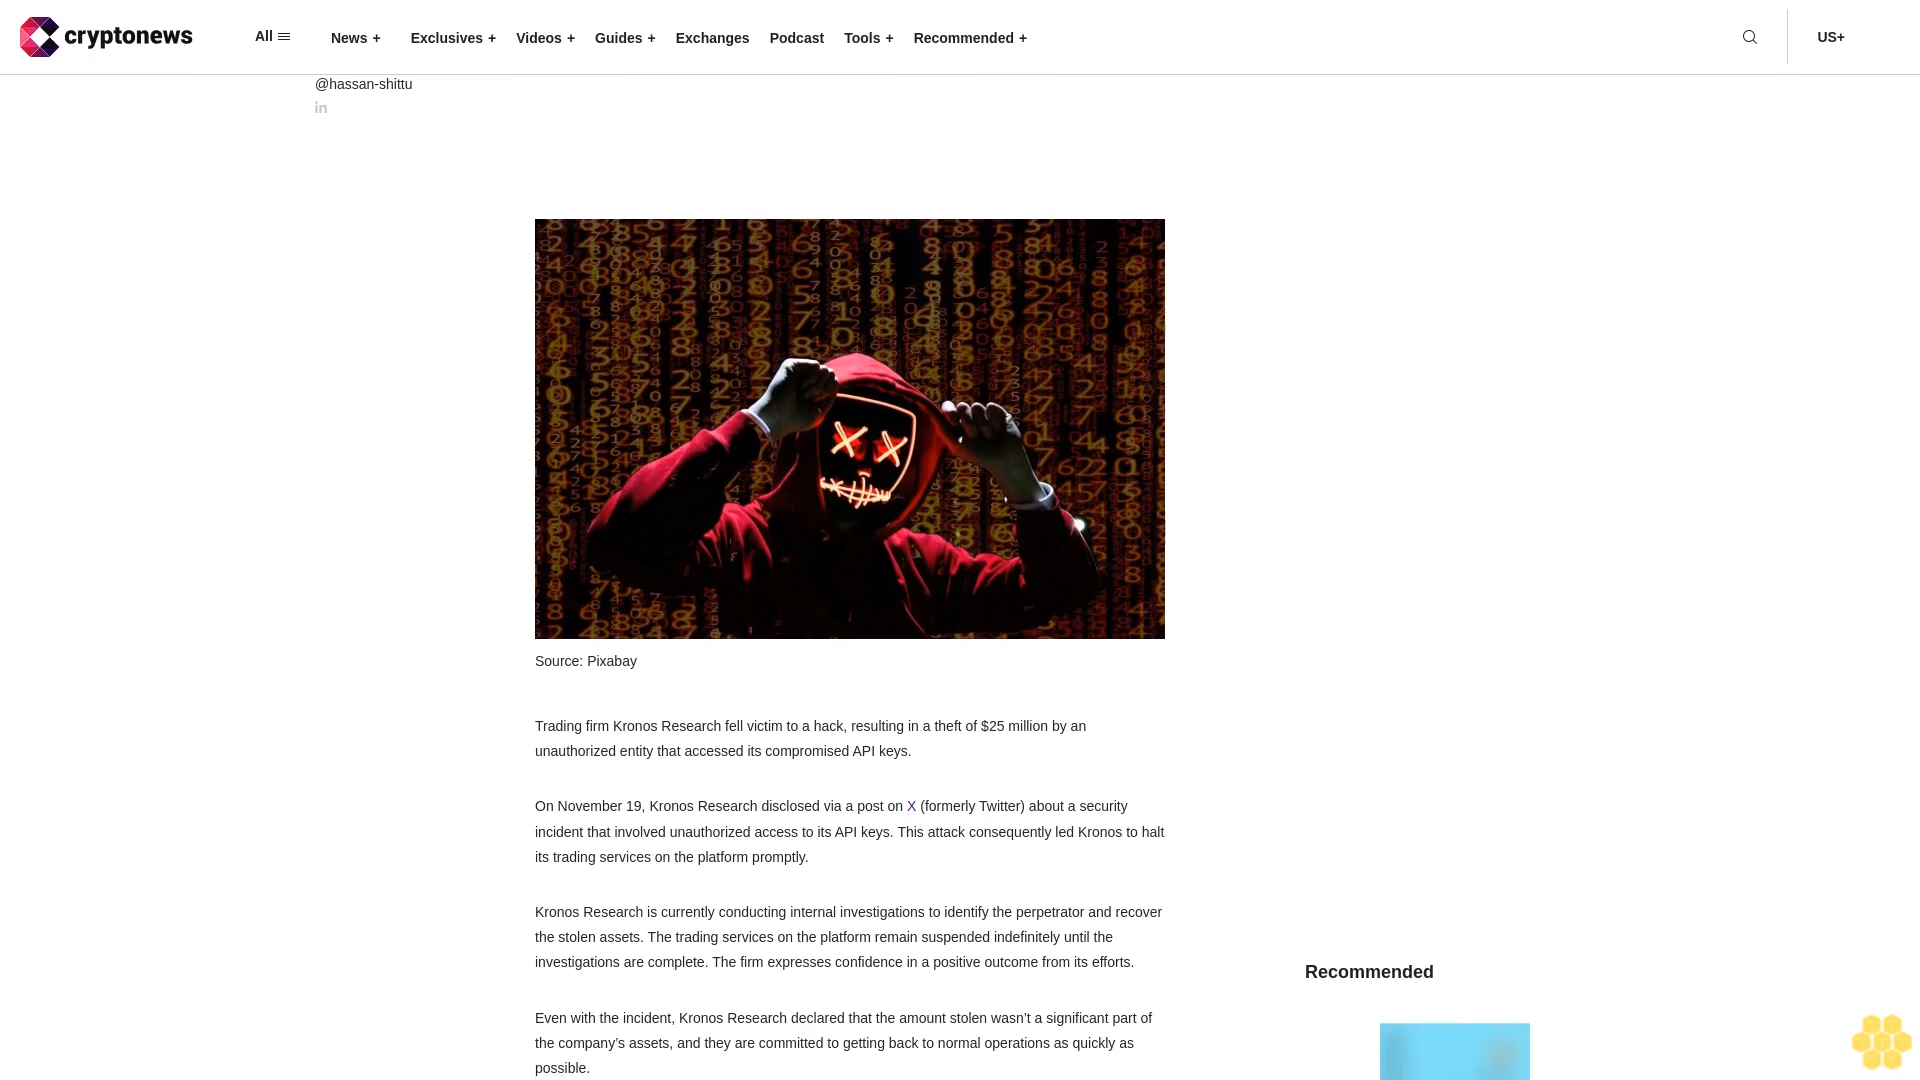 cryptonews
All
News +
Exclusives +
Videos +
Guides +
Exchanges
Podcast
Tools +
Recommended +
US+
@hassan-shittu
in
Source: Pixabay
Trading firm Kronos Research fell victim to a hack, resulting in a theft of $25 million by an
unauthorized entity that accessed its compromised API keys.
On November 19, Kronos Research disclosed via a post on X (formerly Twitter) about a security
incident that involved unauthorized access to its API keys. This attack consequently led Kronos to halt
its trading services on the platform promptly.
Kronos Research is currently conducting internal investigations to identify the perpetrator and recover
the stolen assets. The trading services on the platform remain suspended indefinitely until the
investigations are complete. The firm expresses confidence in a positive outcome from its efforts.
Even with the incident, Kronos Research declared that the amount stolen wasn’t a significant part of
the company’s assets, and they are committed to getting back to normal operations as quickly as
possible.
Recommended